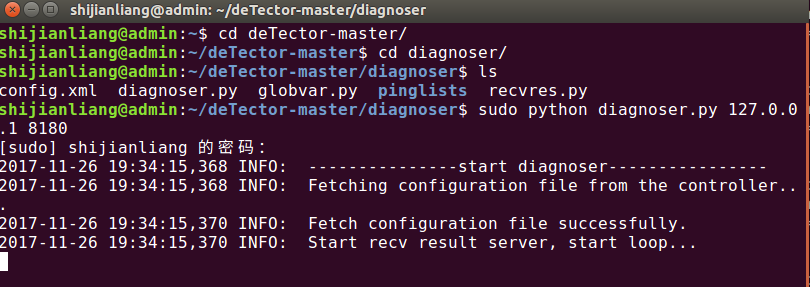 shijianliang@admin: ~/deTector-master/diagnoser
shijianliang@admin:~$ cd deTector-master/
shijianliang@admin:~/deTector-master$ cd diagnoser/
shijianliang@admin:~/deTector-master/diagnoser$ ls
config.xml  diagnoser.py  globvar.py  pinglists  recvres.py
shijianliang@admin:~/deTector-master/diagnoser$ sudo python diagnoser.py 127.0.0
.1 8180
[sudo] shijianliang 的密码：
2017-11-26 19:34:15,368 INFO:  ---------------start diagnoser----------------
2017-11-26 19:34:15,368 INFO:  Fetching configuration file from the controller..
.
2017-11-26 19:34:15,370 INFO:  Fetch configuration file successfully.
2017-11-26 19:34:15,370 INFO:  Start recv result server, start loop...